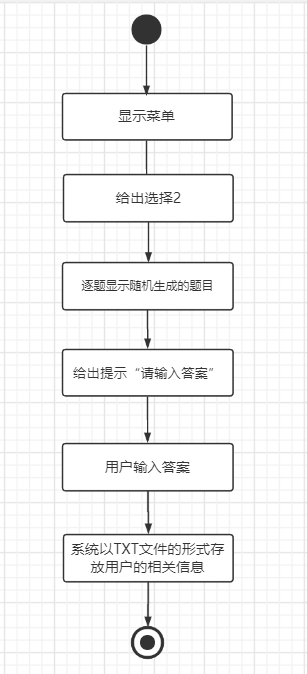 显示菜单
给出选择2
逐题显示随机生成的题目
给出提示“请输入答案”
用户输入答案
系统以TXT文件的形式存
放用户的相关信息